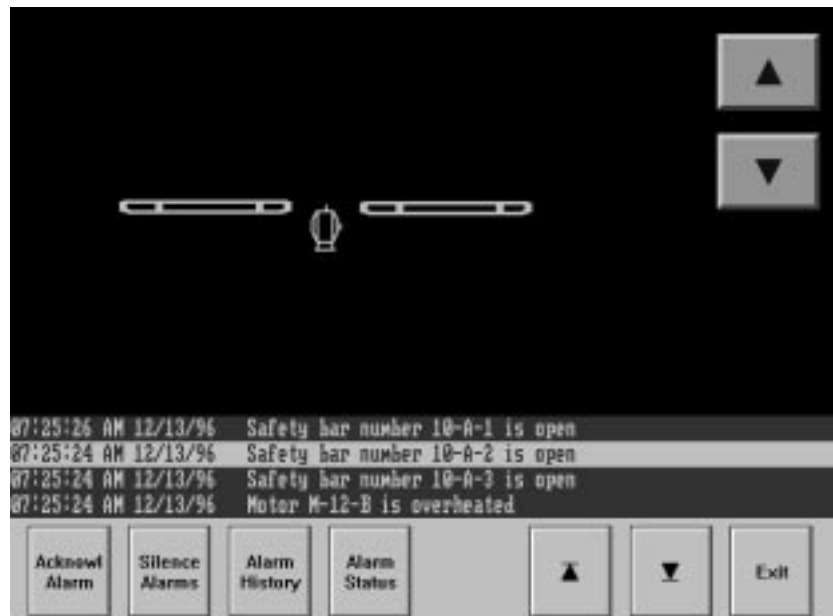 07:25:26 AM 12/13/96 Safety bar number 10-A-1 is open
07:25:24 AM 12/13/96 Safety bar number 10-A-2 is open
07:25:24 AM 12/13/96 Safety bar number 10-A-3 is open
07:25:24 AM 12/13/96 Motor M-12-B is overheated
Acknowl
Alarm
Silence
Alarms
Alarm
History
Alarm
Status
Exit